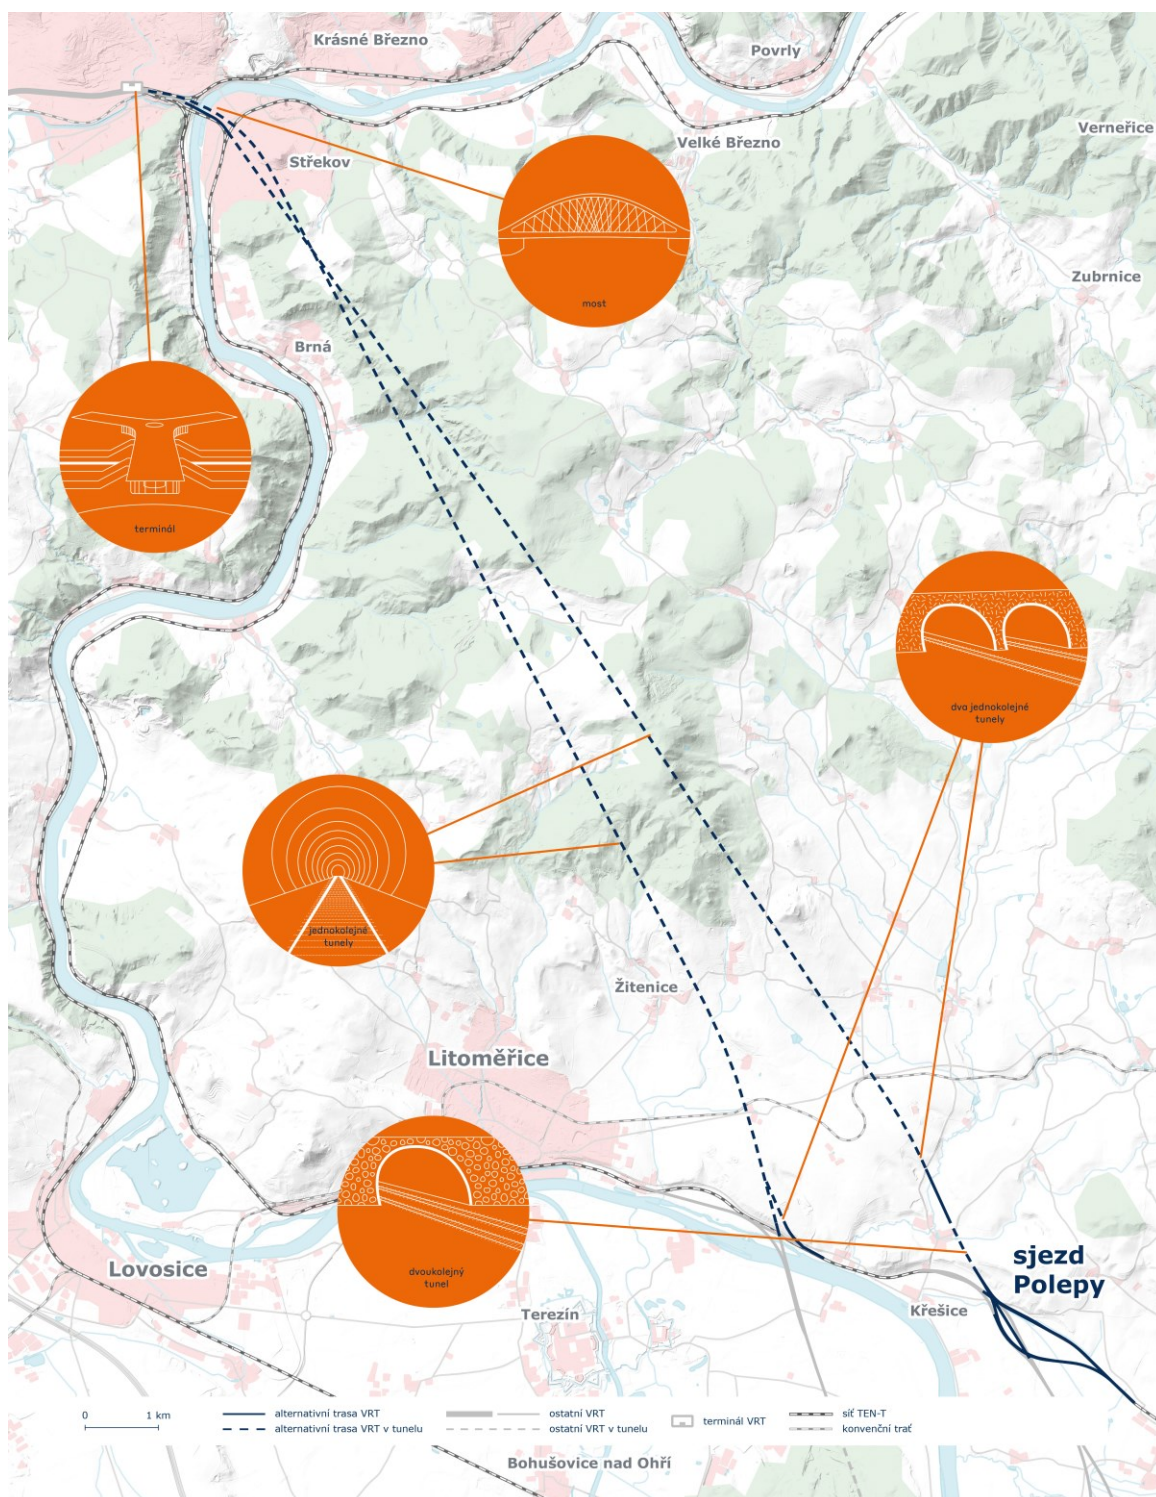 Krásné Březno
Povrly
Velké Březno
Verneřice
Střekov
Zubrnice
most
Brná
terminál
dva jednokolejné
tunely
jednokolejné
tunely
Žitenice
Litoměřice
Lovosice
dvoukolejný
tunel
sjezd
Polepy
Terezín
Křešice
0 1 km
alternativní trasa VRT
alternativní trasa VRT v tunelu
ostatní VRT
ostatní VRT v tunelu
terminál VRT
síť TEN-T
konvenční trať
Bohušovice nad Ohří